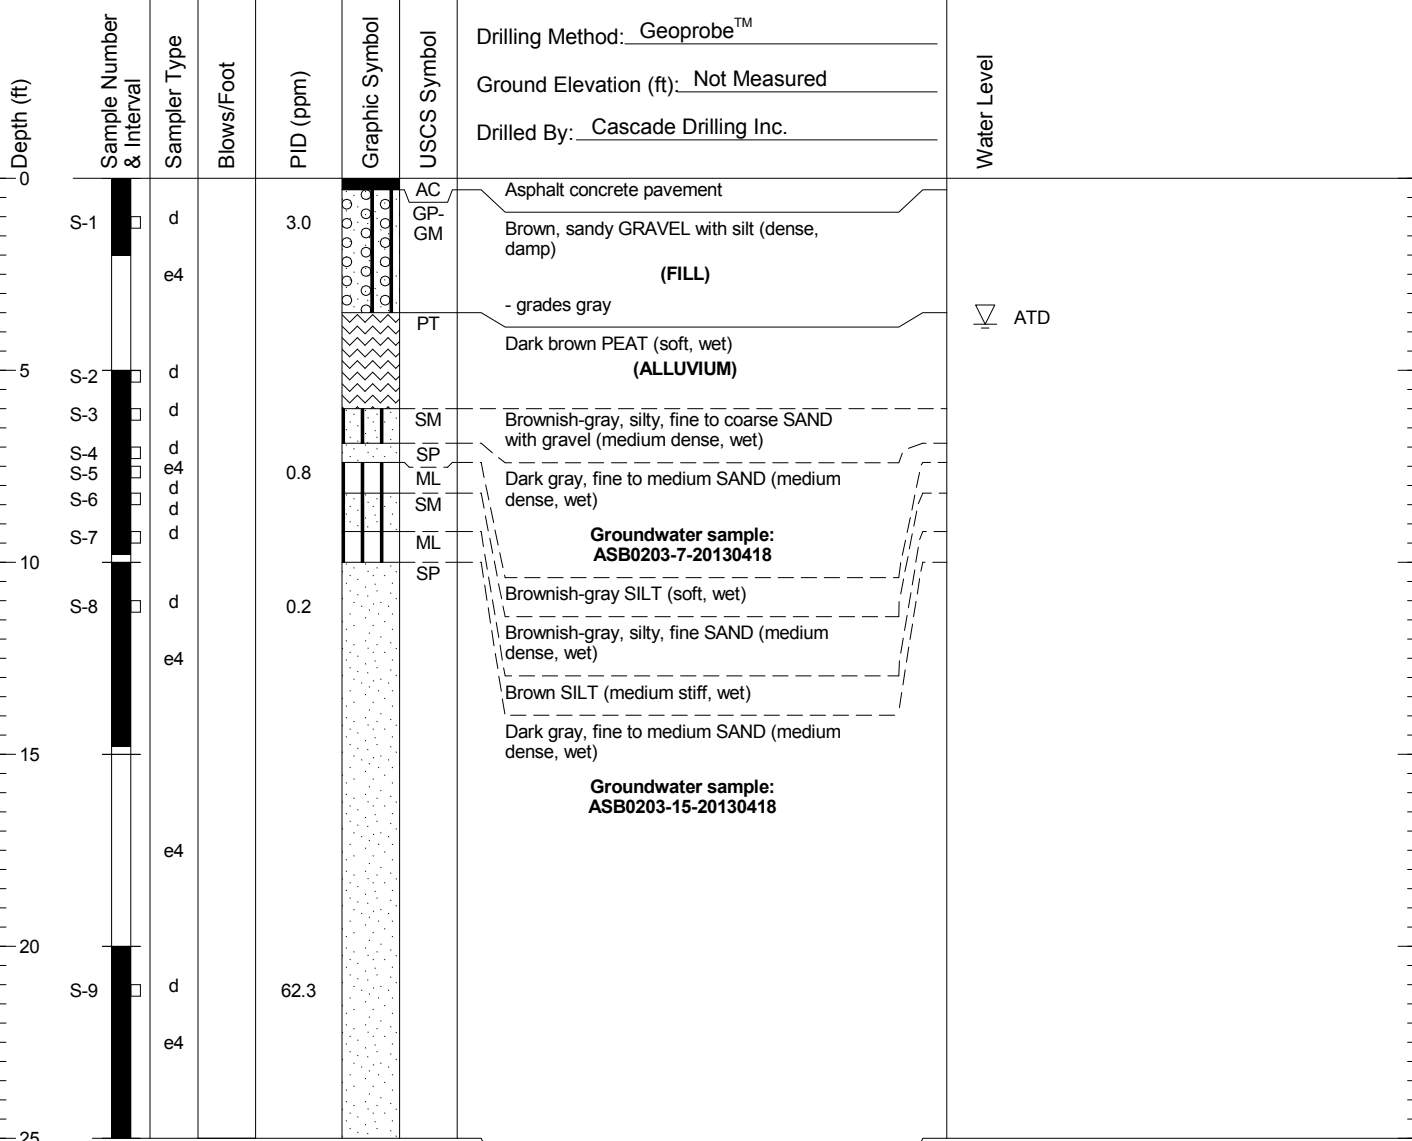 Drilling Method: Geoprobe™
Ground Elevation (ft): Not Measured
Drilled By: Cascade Drilling Inc.
Depth (ft)
Sample Number
& Interval
Sampler Type
Blows/Foot
PID (ppm)
Graphic Symbol
USCS Symbol
Water Level
0
AC
Asphalt concrete pavement
S-1
d
3.0
GP-
GM
Brown, sandy GRAVEL with silt (dense,
damp)
(FILL)
e4
- grades gray
PT
ATD
Dark brown PEAT (soft, wet)
(ALLUVIUM)
5
S-2
d
S-3
d
SM
Brownish-gray, silty, fine to coarse SAND
with gravel (medium dense, wet)
S-4
d
SP
S-5
e4
0.8
ML
Dark gray, fine to medium SAND (medium
dense, wet)
d
S-6
d
SM
S-7
d
ML
Groundwater sample:
ASB0203-7-20130418
10
SP
Brownish-gray SILT (soft, wet)
S-8
d
0.2
Brownish-gray, silty, fine SAND (medium
dense, wet)
e4
Brown SILT (medium stiff, wet)
Dark gray, fine to medium SAND (medium
dense, wet)
15
Groundwater sample:
ASB0203-15-20130418
e4
20
S-9
d
62.3
e4
25